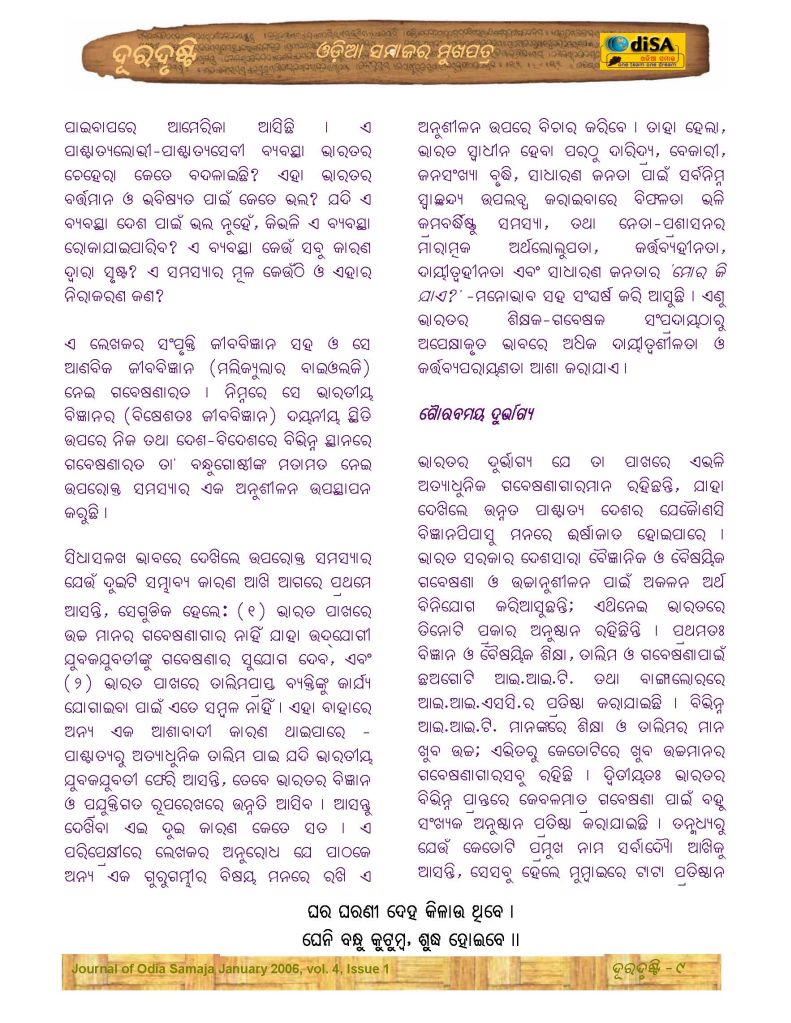 ଦୂରଦୃଷ୍ଟି
ଓଡ଼ିଆ ସମାଜର ମୁଖପତ୍ର
diSA
ଓଡ଼ିଆ ସମାଜ
one team one dream
ପାଇବାପରେ ଆମେରିକା ଆସିଛି । ଏ
ପାଶ୍ଚାତ୍ୟଲୋଭୀ-ପାଶ୍ଚାତ୍ୟସେବୀ ବ୍ୟବସ୍ଥା ଭାରତର
ଚେହେରା କେତେ ବଦଳାଇଛି? ଏହା ଭାରତର
ବର୍ତ୍ତମାନ ଓ ଭବିଷ୍ୟତ ପାଇଁ କେତେ ଭଲ? ଯଦି ଏ
ବ୍ୟବସ୍ଥା ଦେଶ ପାଇଁ ଭଲ ନୁହେଁ, କିଭଳି ଏ ବ୍ୟବସ୍ଥା
ରୋକାଯାଇପାରିବ? ଏ ବ୍ୟବସ୍ଥା କେଉଁ ସବୁ କାରଣ
ଦ୍ୱାରା ସୃଷ୍ଟ? ଏ ସମସ୍ୟାର ମୂଳ କେଉଁଠି ଓ ଏହାର
ନିରାକରଣ କଣ?
ଏ ଲେଖକର ସଂପୃକ୍ତି ଜୀବବିଜ୍ଞାନ ସହ ଓ ସେ
ଆଣବିକ ଜୀବବିଜ୍ଞାନ (ମଲିକ୍ୟୁଲାର ବାଇଓଲଜି)
ନେଇ ଗବେଷଣାରତ । ନିମ୍ନରେ ସେ ଭାରତୀୟ
ବିଜ୍ଞାନର (ବିଷେଶତଃ ଜୀବବିଜ୍ଞାନ) ଦୟନୀୟ ସ୍ଥିତି
ଉପରେ ନିଜ ତଥା ଦେଶ-ବିଦେଶରେ ବିଭିନ୍ନ ସ୍ଥାନରେ
ଗବେଷଣାରତ ତା' ବନ୍ଧୁଗୋଷ୍ଠୀଙ୍କ ମତାମତ ନେଇ
ଉପରୋକ୍ତ ସମସ୍ୟାର ଏକ ଅନୁଶୀଳନ ଉପସ୍ଥାପନ
କରୁଛି ।
ସିଧାସଳଖ ଭାବରେ ଦେଖିଲେ ଉପରୋକ୍ତ ସମସ୍ୟାର
ଯେଉଁ ଦୁଇଟି ସମ୍ଭାବ୍ୟ କାରଣ ଆଖି ଆଗରେ ପ୍ରଥମେ
ଆସନ୍ତି, ସେଗୁଡିକ ହେଲେ: (୧) ଭାରତ ପାଖରେ
ଉଚ୍ଚ ମାନର ଗବେଷଣାଗାର ନାହିଁ ଯାହା ଉଦ୍‌ଯୋଗୀ
ଯୁବକଯୁବତୀଙ୍କୁ ଗବେଷଣାର ସୁଯୋଗ ଦେବ, ଏବଂ
(୨) ଭାରତ ପାଖରେ ତାଲିମପ୍ରାପ୍ତ ବ୍ୟକ୍ତିଙ୍କୁ କାର୍ଯ୍ୟ
ଯୋଗାଇବା ପାଇଁ ଏତେ ସମ୍ବଳ ନାହିଁ । ଏହା ବାହାରେ
ଅନ୍ୟ ଏକ ଆଶାବାଦୀ କାରଣ ଥାଇପାରେ -
ପାଶ୍ଚାତ୍ୟରୁ ଅତ୍ୟାଧୁନିକ ତାଲିମ ପାଇ ଯଦି ଭାରତୀୟ
ଯୁବକଯୁବତୀ ଫେରି ଆସନ୍ତି, ତେବେ ଭାରତର ବିଜ୍ଞାନ
ଓ ପ୍ରଯୁକ୍ତିଗତ ରୂପରେଖରେ ଉନ୍ନତି ଆସିବ । ଆସନ୍ତୁ
ଦେଖିବା ଏଇ ଦୁଇ କାରଣ କେତେ ସତ । ଏ
ପରିପ୍ରେକ୍ଷୀରେ ଲେଖକର ଅନୁରୋଧ ଯେ ପାଠକେ
ଅନ୍ୟ ଏକ ଗୁରୁଗମ୍ଭୀର ବିଷୟ ମନରେ ରଖି ଏ
ଅନୁଶୀଳନ ଉପରେ ବିଚାର କରିବେ । ତାହା ହେଲା,
ଭାରତ ସ୍ୱାଧୀନ ହେବା ପରଠୁ ଦାରିଦ୍ର୍ୟ, ବେକାରୀ,
ଜନସଂଖ୍ୟା ବୃଦ୍ଧି, ସାଧାରଣ ଜନତା ପାଇଁ ସର୍ବନିମ୍ନ
ସ୍ୱାଚ୍ଛନ୍ଦ୍ୟ ଉପଲବ୍ଧ କରାଇବାରେ ବିଫଳତା ଭଳି
କ୍ରମବର୍ଦ୍ଧିଷ୍ଣୁ ସମସ୍ୟା, ତଥା ନେତା-ପ୍ରଶାସନର
ମାରାତ୍ମକ ଅର୍ଥଲୋଲୁପତା, କର୍ତ୍ତବ୍ୟହୀନତା,
ଦାୟୀତ୍ୱହୀନତା ଏବଂ ସାଧାରଣ ଜନତାର 'ମୋର କି
ଯାଏ?' -ମନୋଭାବ ସହ ସଂଘର୍ଷ କରି ଆସୁଛି । ଏଣୁ
ଭାରତର ଶିକ୍ଷକ-ଗବେଷକ ସଂପ୍ରଦାୟଠାରୁ
ଅପେକ୍ଷାକୃତ ଭାବରେ ଅଧିକ ଦାୟୀତ୍ୱଶୀଳତା ଓ
କର୍ତ୍ତବ୍ୟପରାୟଣତା ଆଶା କରାଯାଏ ।
ଗୌରବମୟ ଦୁର୍ଭାଗ୍ୟ
ଭାରତର ଦୁର୍ଭାଗ୍ୟ ଯେ ତା ପାଖରେ ଏଭଳି
ଅତ୍ୟାଧୁନିକ ଗବେଷଣାଗାରମାନ ରହିଛନ୍ତି, ଯାହା
ଦେଖିଲେ ଉନ୍ନତ ପାଶ୍ଚାତ୍ୟ ଦେଶର ଯେକୌଣସି
ବିଜ୍ଞାନପିପାସୁ ମନରେ ଈର୍ଷାଜାତ ହୋଇପାରେ ।
ଭାରତ ସରକାର ଦେଶସାରା ବୈଜ୍ଞାନିକ ଓ ବୈଷୟିକ
ଗବେଷଣା ଓ ଉଚ୍ଚାନୁଶୀଳନ ପାଇଁ ଅକଳନ ଅର୍ଥ
ବିନିଯୋଗ କରିଆସୁଛନ୍ତି; ଏଥିନେଇ ଭାରତରେ
ତିନୋଟି ପ୍ରକାର ଅନୁଷ୍ଠାନ ରହିଛିନ୍ତି । ପ୍ରଥମତଃ
ବିଜ୍ଞାନ ଓ ବୈଷୟିକ ଶିକ୍ଷା, ତାଲିମ ଓ ଗବେର୍ଷଣାପାଇଁ
ଛଅଗୋଟି ଆଇ.ଆଇ.ଟି. ତଥା ବାଙ୍ଗାଲୋରରେ
ଆଇ.ଆଇ.ଏସସି.ର ପ୍ରତିଷ୍ଠା କରାଯାଇଛି । ବିଭିନ୍ନ
ଆଇ.ଆଇ.ଟି. ମାନଙ୍କରେ ଶିକ୍ଷା ଓ ତାଲିମର ମାନ
ଖୁବ ଉଚ୍ଚ; ଏଭିତରୁ କେତୋଟିରେ ଖୁବ ଉଚ୍ଚମାନର
ଗବେଷଣାଗାରସବୁ ରହିଛି । ଦ୍ୱିତୀୟତଃ ଭାରତର
ବିଭିନ୍ନ ପ୍ରାନ୍ତରେ କେବଳମାତ୍ର ଗବେଷଣା ପାଇଁ ବହୁ
ସଂଖ୍ୟକ ଅନୁଷ୍ଠାନ ପ୍ରତିଷ୍ଠା କରାଯାଇଛି । ତନ୍ମଧ୍ୟରୁ
ଯେଉଁ କେତୋଟି ପ୍ରମୁଖ ନାମ ସର୍ବାଦୌ୍ୟ ଆଖିକୁ
ଆସନ୍ତି, ସେସବୁ ହେଲେ ମୁମ୍ବାଇରେ ଟାଟା ପ୍ରତିଷ୍ଠାନ
ଘର ଘରଣୀ ଦେହ କିଳାଉ ଥିବେ ।
ଘେନି ବନ୍ଧୁ କୁଟୁମ୍ବ, ଶୁଦ୍ଧ ହୋଇବେ ॥
Journal of Odia Samaja January 2006, vol. 4, Issue 1
ଦୂରଦୃଷ୍ଟି - ୯